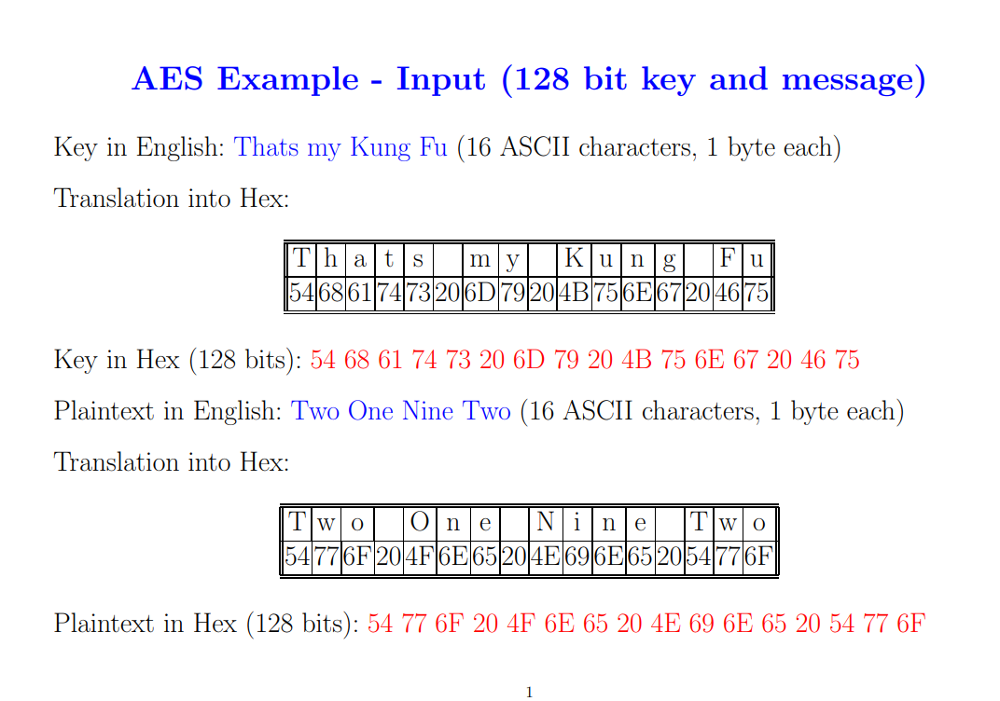 AES Example - Input (128 bit key and message)
Key in English: Thats my Kung Fu (16 ASCII characters, 1 byte each)
Translation into Hex:
T h a t s m y K u n g F u
54 68 61 74 73 20 6D 79 20 4B 75 6E 67 20 46 75
Key in Hex (128 bits): 54 68 61 74 73 20 6D 79 20 4B 75 6E 67 20 46 75
Plaintext in English: Two One Nine Two (16 ASCII characters, 1 byte each)
Translation into Hex:
T w o O n e N i n e T w o
54 77 6F 20 4F 6E 65 20 4E 69 6E 65 20 54 77 6F
Plaintext in Hex (128 bits): 54 77 6F 20 4F 6E 65 20 4E 69 6E 65 20 54 77 6F
1